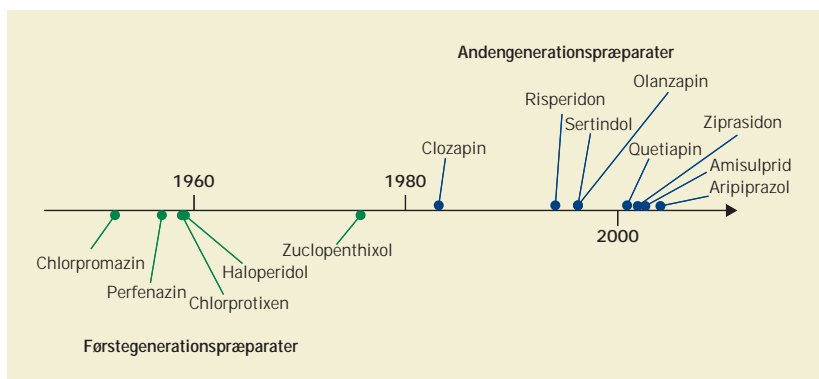 Andengenerationspræparater
Olanzapin
Risperidon
Sertindol
Ziprasidon
Clozapin
Quetiapin
Amisulprid
Aripiprazol
1960
1980
2000
Chlorpromazin
Perfenazin
Chlorprotixen
Haloperidol
Zuclopenthixol
Førstegenerationspræparater